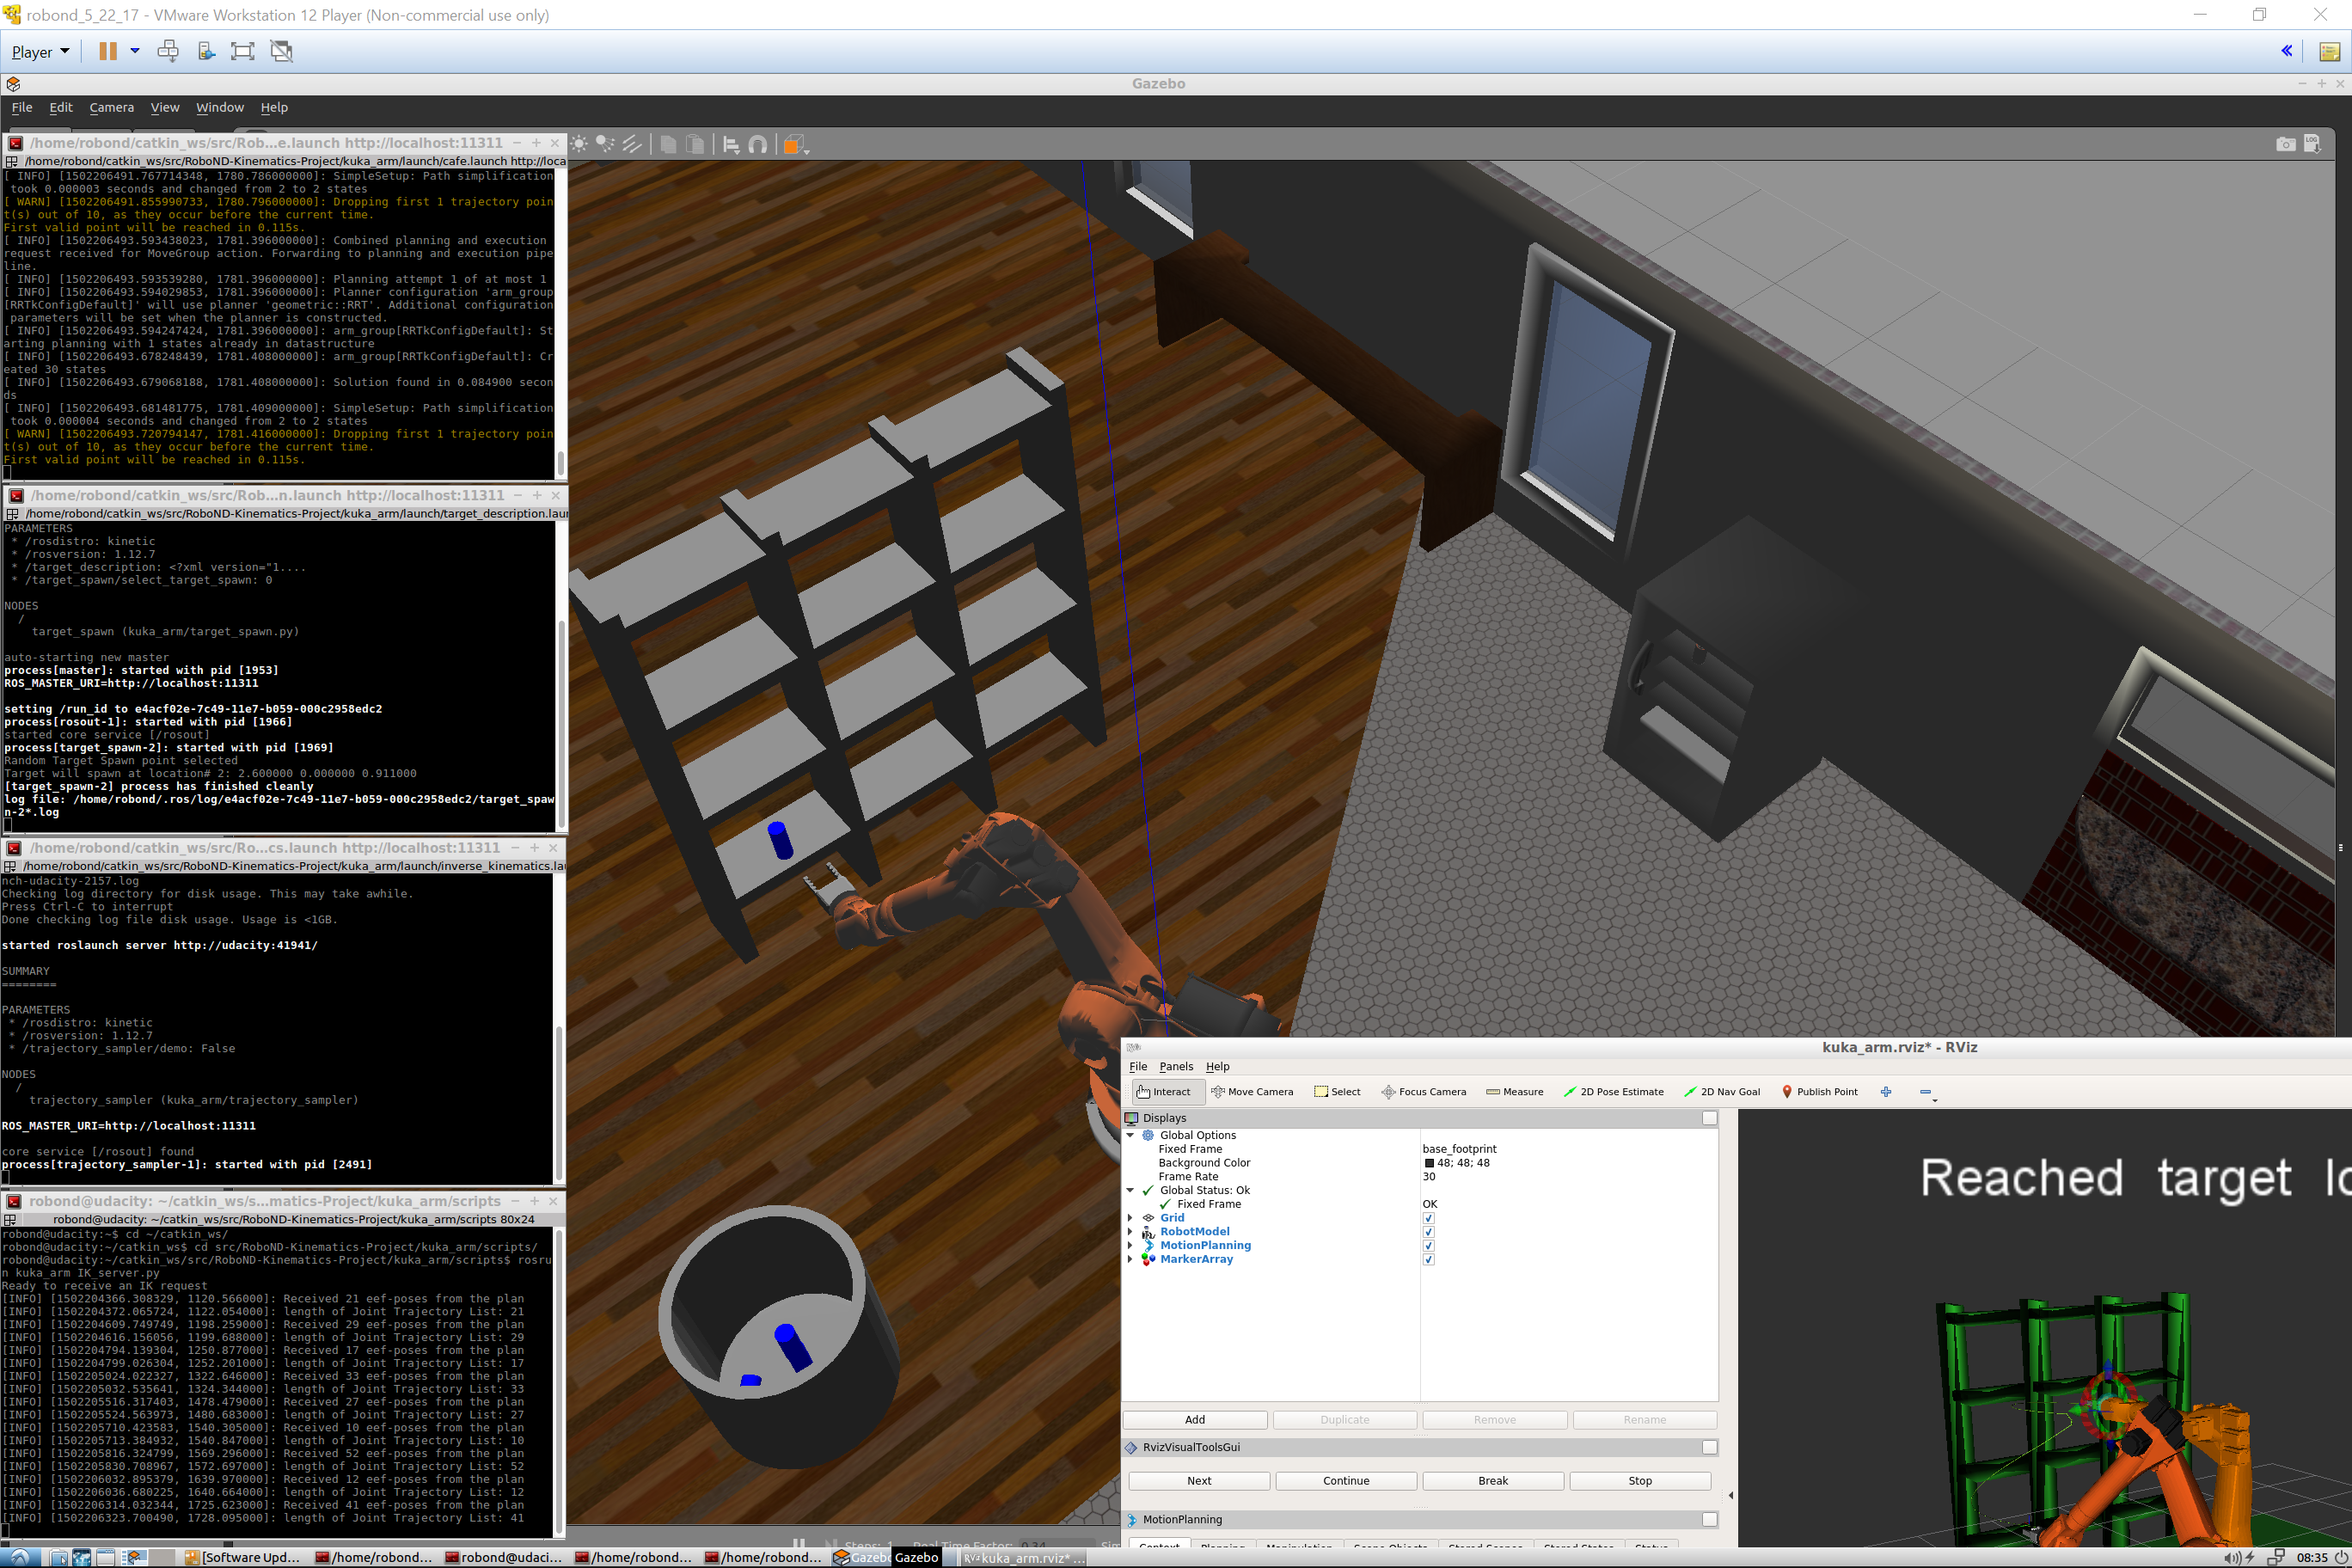 robond_5_22_17 - VMware Workstation 12 Player (Non-commercial use only)
Player
Gazebo
File Edit Camera View Window Help
/home/robond/catkin_ws/src/Rob...e.launch http://localhost:11311
/home/robond/catkin_ws/src/RoboND-Kinematics-Project/kuka_arm/launch/cafe.launch http://loca
[ INFO] [1502206491.767714348, 1780.786000000]: SimpleSetup: Path simplification
took 0.000003 seconds and changed from 2 to 2 states
[ WARN] [1502206491.855990733, 1780.796000000]: Dropping first 1 trajectory poin
t(s) out of 10, as they occur before the current time.
First valid point will be reached in 0.115s.
[ INFO] [1502206493.593438023, 1781.396000000]: Combined planning and execution
request received for MoveGroup action. Forwarding to planning and execution pipe
line.
[ INFO] [1502206493.593539280, 1781.396000000]: Planning attempt 1 of at most 1
[ INFO] [1502206493.594029853, 1781.396000000]: Planner configuration 'arm_group
[RRTkConfigDefault]' will use planner 'geometric::RRT'. Additional configuration
parameters will be set when the planner is constructed.
[ INFO] [1502206493.594247424, 1781.396000000]: arm_group[RRTkConfigDefault]: St
arting planning with 1 states already in datastructure
[ INFO] [1502206493.678248439, 1781.408000000]: arm_group[RRTkConfigDefault]: Cr
eated 30 states
[ INFO] [1502206493.679068188, 1781.408000000]: Solution found in 0.084900 secon
ds
[ INFO] [1502206493.681481775, 1781.409000000]: SimpleSetup: Path simplification
took 0.000004 seconds and changed from 2 to 2 states
[ WARN] [1502206493.720794147, 1781.416000000]: Dropping first 1 trajectory poin
t(s) out of 10, as they occur before the current time.
First valid point will be reached in 0.115s.
/home/robond/catkin_ws/src/Rob...n.launch http://localhost:11311
/home/robond/catkin_ws/src/RoboND-Kinematics-Project/kuka_arm/launch/target_description.lau
PARAMETERS
* /rosdistro: kinetic
* /rosversion: 1.12.7
* /target_description: <?xml version="1....
* /target_spawn/select_target_spawn: 0
NODES
/
target_spawn (kuka_arm/target_spawn.py)
auto-starting new master
process[master]: started with pid [1953]
ROS_MASTER_URI=http://localhost:11311
setting /run_id to e4acf02e-7c49-11e7-b059-000c2958edc2
process[rosout-1]: started with pid [1966]
started core service [/rosout]
process[target_spawn-2]: started with pid [1969]
Random Target Spawn point selected
Target will spawn at location# 2: 2.600000 0.000000 0.911000
[target_spawn-2] process has finished cleanly
log file: /home/robond/.ros/log/e4acf02e-7c49-11e7-b059-000c2958edc2/target_spaw
n-2*.log
/home/robond/catkin_ws/src/Ro...cs.launch http://localhost:11311
/home/robond/catkin_ws/src/RoboND-Kinematics-Project/kuka_arm/launch/inverse_kinematics.la
nch-udacity-2157.log
Checking log directory for disk usage. This may take awhile.
Press Ctrl-C to interrupt
Done checking log file disk usage. Usage is <1GB.
started roslaunch server http://udacity:41941/
SUMMARY
========
PARAMETERS
* /rosdistro: kinetic
* /rosversion: 1.12.7
* /trajectory_sampler/demo: False
NODES
/
trajectory_sampler (kuka_arm/trajectory_sampler)
ROS_MASTER_URI=http://localhost:11311
core service [/rosout] found
process[trajectory_sampler-1]: started with pid [2491]
robond@udacity: ~/catkin_ws/s...matics-Project/kuka_arm/scripts
robond@udacity: ~/catkin_ws/src/RoboND-Kinematics-Project/kuka_arm/scripts 80x24
robond@udacity:~$ cd ~/catkin_ws/
robond@udacity:~/catkin_ws$ cd src/RoboND-Kinematics-Project/kuka_arm/scripts/
robond@udacity:~/catkin_ws/src/RoboND-Kinematics-Project/kuka_arm/scripts$ rosru
n kuka_arm IK_server.py
Ready to receive an IK request
[INFO] [1502204366.308329, 1120.566000]: Received 21 eef-poses from the plan
[INFO] [1502204372.065724, 1122.054000]: length of Joint Trajectory List: 21
[INFO] [1502204609.749749, 1198.259000]: Received 29 eef-poses from the plan
[INFO] [1502204616.156056, 1199.688000]: length of Joint Trajectory List: 29
[INFO] [1502204794.139304, 1250.877000]: Received 17 eef-poses from the plan
[INFO] [1502204799.026304, 1252.201000]: length of Joint Trajectory List: 17
[INFO] [1502205024.022327, 1322.646000]: Received 33 eef-poses from the plan
[INFO] [1502205032.535641, 1324.344000]: length of Joint Trajectory List: 33
[INFO] [1502205516.317403, 1478.479000]: Received 27 eef-poses from the plan
[INFO] [1502205524.563973, 1480.683000]: length of Joint Trajectory List: 27
[INFO] [1502205710.423583, 1540.305000]: Received 10 eef-poses from the plan
[INFO] [1502205713.384932, 1540.847000]: length of Joint Trajectory List: 10
[INFO] [1502205816.324799, 1569.296000]: Received 52 eef-poses from the plan
[INFO] [1502205830.708967, 1572.697000]: length of Joint Trajectory List: 52
[INFO] [1502206032.895379, 1639.970000]: Received 12 eef-poses from the plan
[INFO] [1502206036.680225, 1640.664000]: length of Joint Trajectory List: 12
[INFO] [1502206314.032344, 1725.623000]: Received 41 eef-poses from the plan
[INFO] [1502206323.700490, 1728.095000]: length of Joint Trajectory List: 41
kuka_arm.rviz* - RViz
File Panels Help
Interact Move Camera Select Focus Camera Measure 2D Pose Estimate 2D Nav Goal Publish Point
Displays
Global Options
Fixed Frame base_footprint
Background Color 48; 48; 48
Frame Rate 30
Global Status: Ok
Fixed Frame OK
Grid
RobotModel
MotionPlanning
MarkerArray
Add Duplicate Remove Rename
RvizVisualToolsGui
Next Continue Break Stop
MotionPlanning
Context Planning Manipulation Scene Objects Stored Scenes Stored States Status
Reached target lo
[Software Upd... /home/robond... robond@udaci... /home/robond... /home/robond... Gazebo Gazebo kuka_arm.rviz* ... 08:35